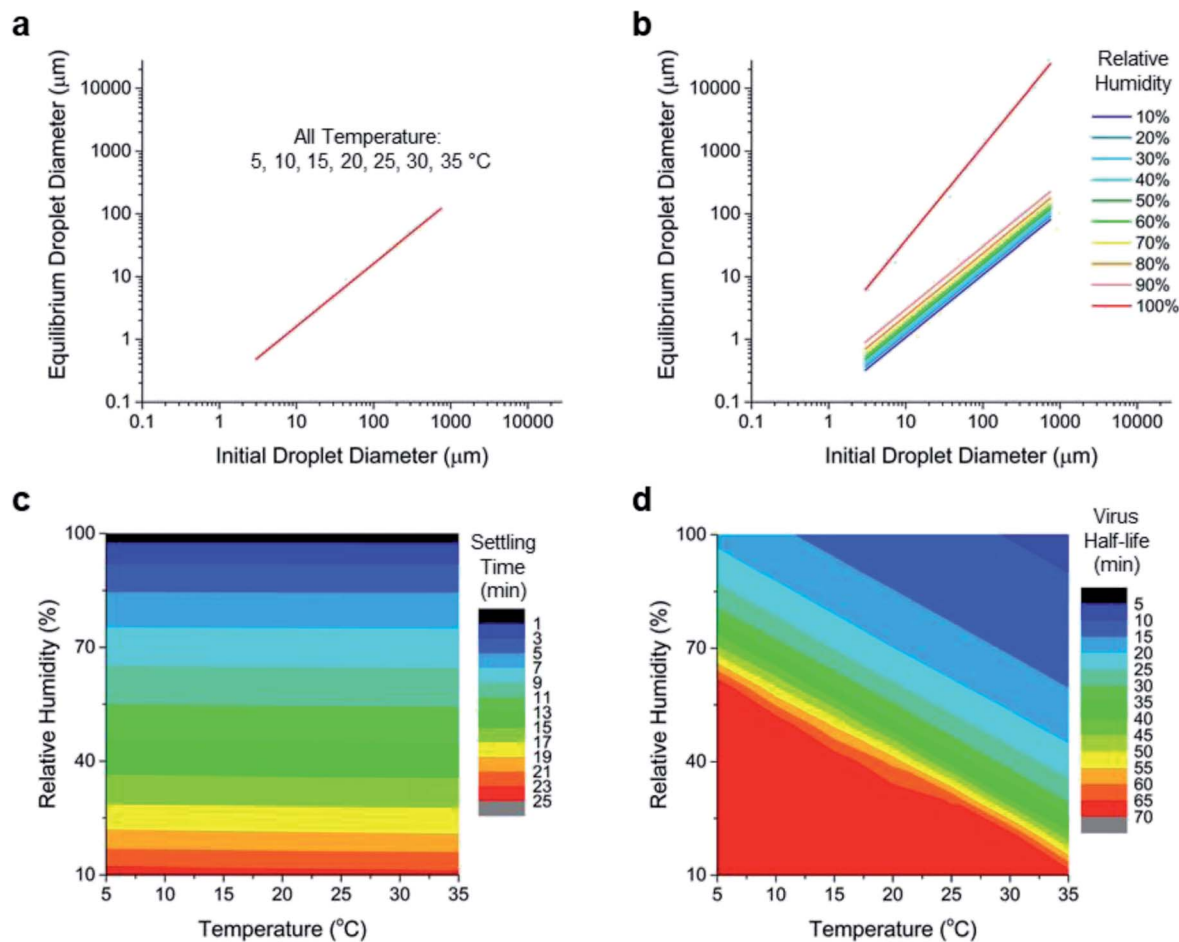 a
Equilibrium Droplet Diameter (μm)
10000
1000
100
10
1
0.1
All Temperature:
5, 10, 15, 20, 25, 30, 35 °C
0.1 1 10 100 1000 10000
Initial Droplet Diameter (μm)
b
Equilibrium Droplet Diameter (μm)
10000
1000
100
10
1
0.1
0.1 1 10 100 1000 10000
Initial Droplet Diameter (μm)
Relative
Humidity
10%
20%
30%
40%
50%
60%
70%
80%
90%
100%
c
Relative Humidity (%)
100
70
40
10
5 10 15 20 25 30 35
Temperature (°C)
Settling
Time
(min)
1
3
5
7
9
11
13
15
17
19
21
23
25
d
Relative Humidity (%)
100
70
40
10
5 10 15 20 25 30 35
Temperature (°C)
Virus
Half-life
(min)
5
10
15
20
25
30
35
40
45
50
55
60
65
70